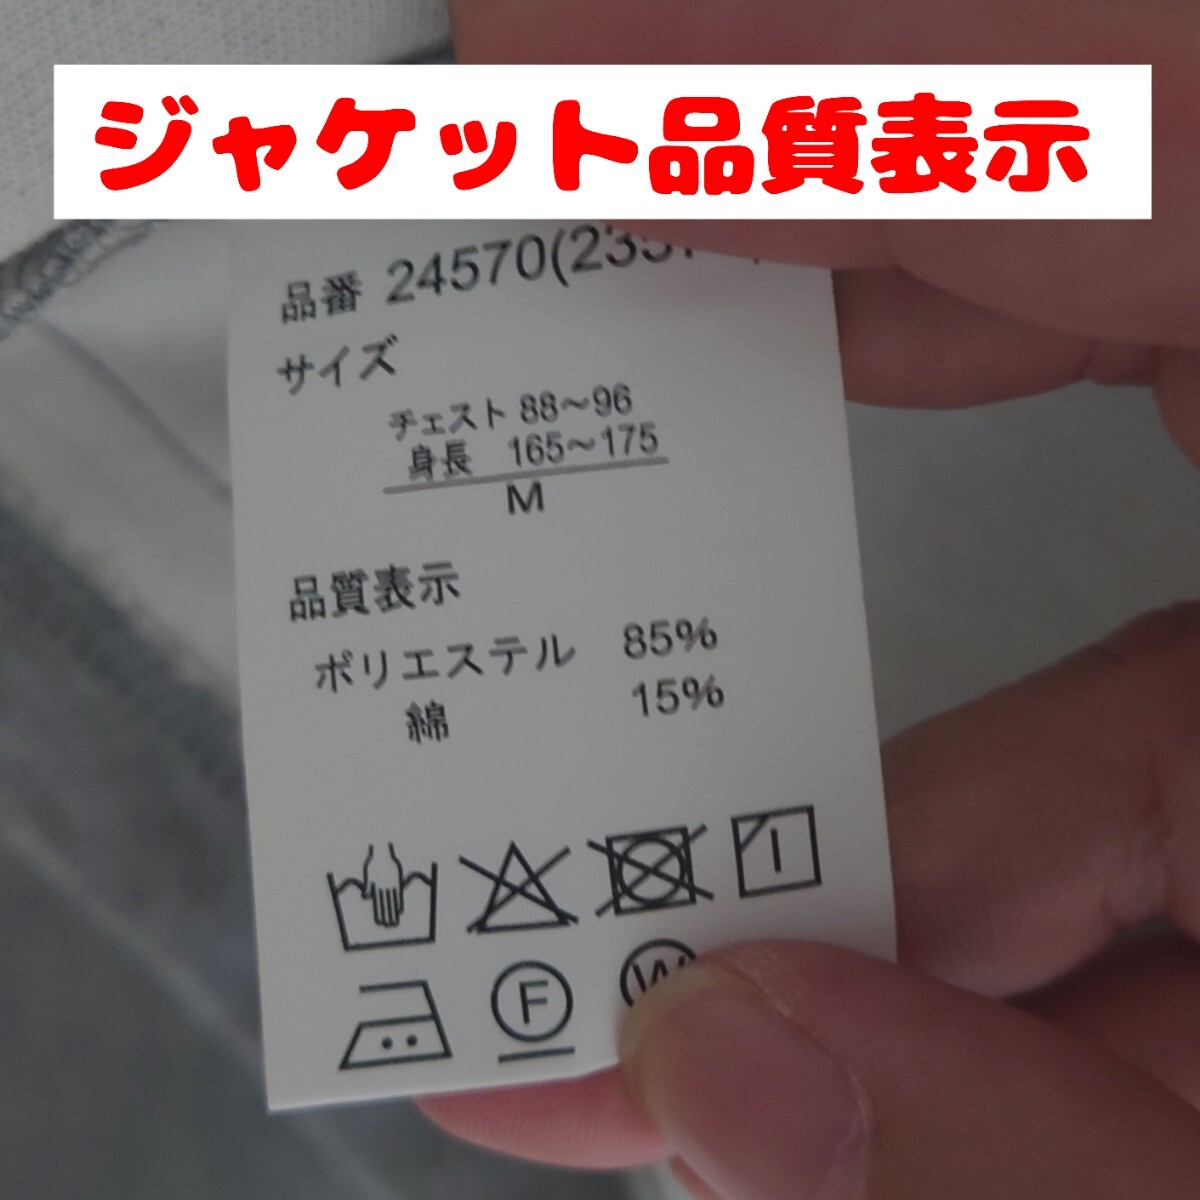 ジャケット品質表示
品番 24570(235
サイズ
チェスト 88〜96
身長 165〜175
M
品質表示
ポリエステル 85%
綿 15%
F
W